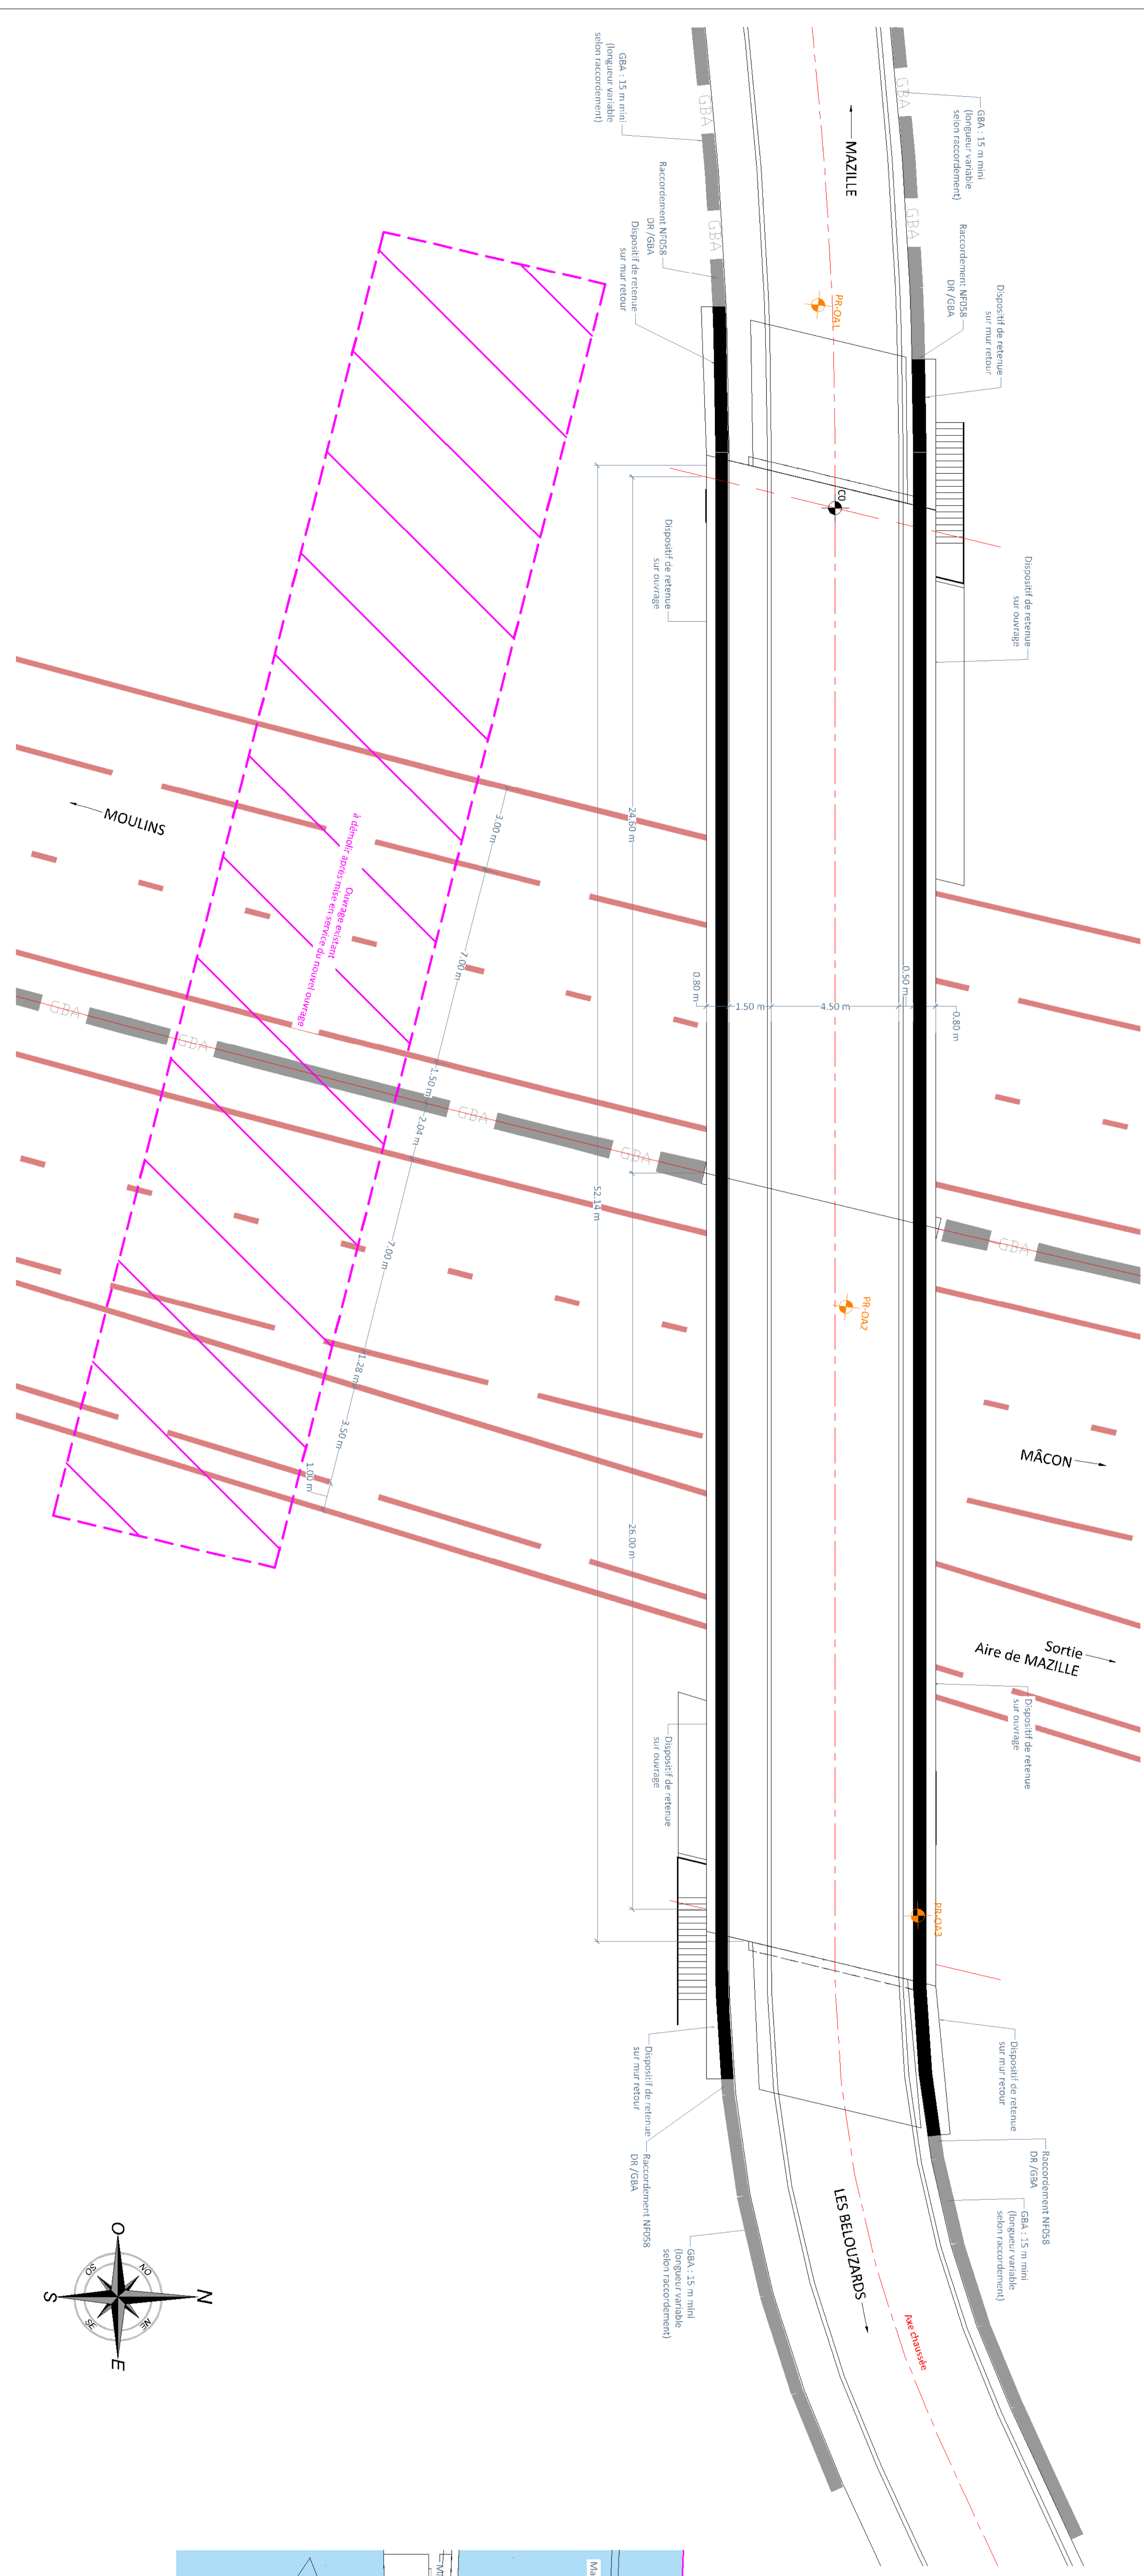 GBA : 15 m mini
(longueur variable
selon raccordement)
GBA : 15 m mini
(longueur variable
selon raccordement)
GBA
GBA
MAZILLE
Raccordement NF058
DR /GBA
Raccordement NF058
DR /GBA
GBA
GBA
Dispositif de retenue
sur mur retour
Dispositif de retenue
sur mur retour
PR-OA1
C0
Dispositif de retenue
sur ouvrage
Dispositif de retenue
sur ouvrage
MOULINS
3.00 m
24.60 m
Ouvrage existant
à démolir après mise en service du nouvel ouvrage
7.00 m
0.80 m
1.50 m
4.50 m
0.50 m
0.80 m
GBA
GBA
1.50 m
2.04 m
GBA
GBA
52.14 m
GBA
7.00 m
PR-OA2
1.28 m
3.50 m
1.00 m
MÂCON
26.00 m
Sortie
Aire de MAZILLE
Dispositif de retenue
sur ouvrage
Dispositif de retenue
sur ouvrage
PR-OA3
Dispositif de retenue
sur mur retour
Dispositif de retenue
sur mur retour
Raccordement NF058
DR /GBA
Raccordement NF058
DR /GBA
GBA : 15 m mini
(longueur variable
selon raccordement)
GBA : 15 m mini
(longueur variable
selon raccordement)
LES BELOUZARDS
Axe chaussée
N
NO
NE
O
E
SO
SE
S